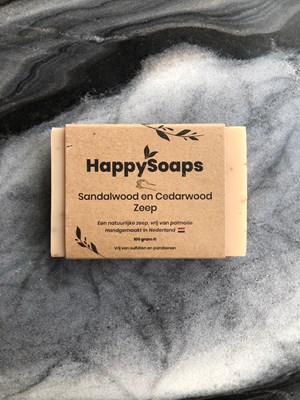 HappySoaps
Sandalwood en Cedarwood
Zeep
Een natuurlijke zeep, vrij van palmolie
Handgemaakt in Nederland
100 gram ℮
Vrij van sulfaten en parabenen